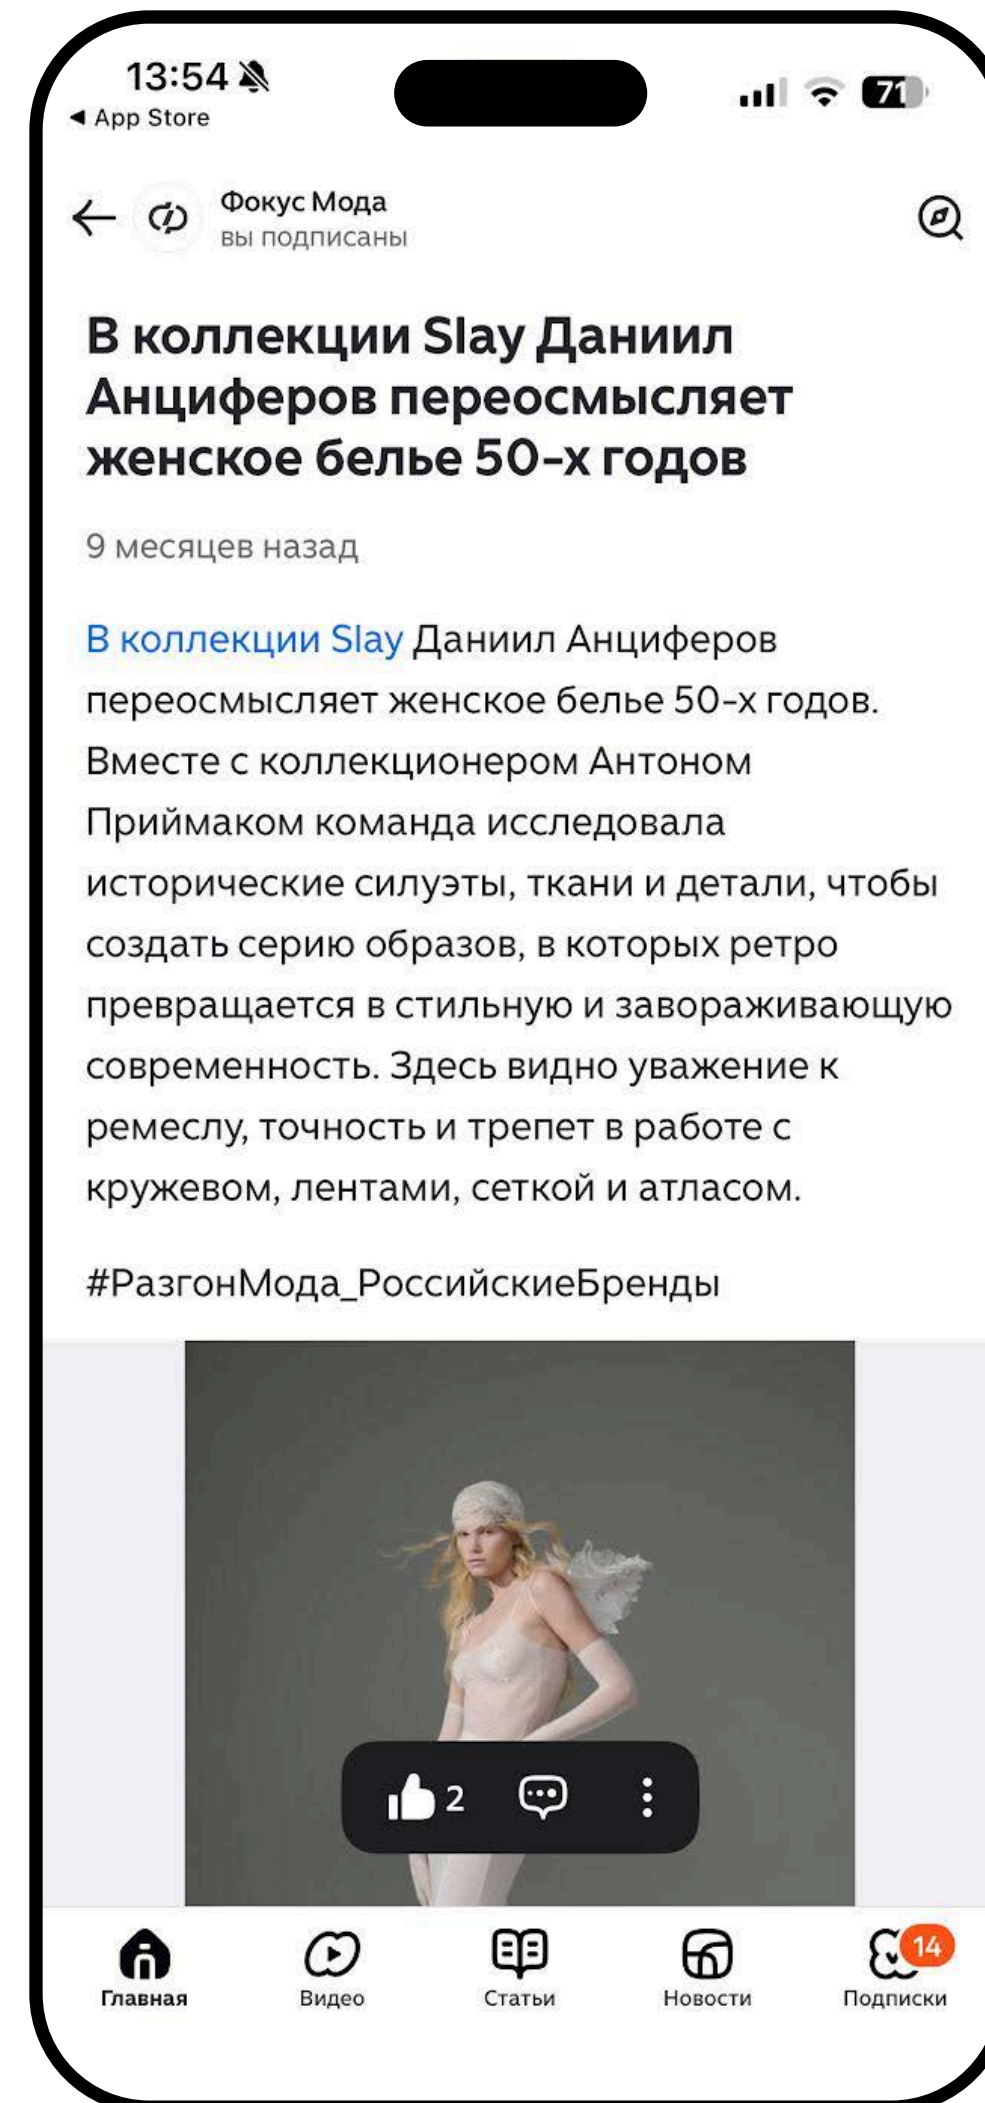 13:54
◀ App Store
71
Фокус Мода
вы подписаны
В коллекции Slay Даниил
Анциферов переосмысляет
женское белье 50-х годов
9 месяцев назад
В коллекции Slay Даниил Анциферов
переосмысляет женское белье 50-х годов.
Вместе с коллекционером Антоном
Приймаком команда исследовала
исторические силуэты, ткани и детали, чтобы
создать серию образов, в которых ретро
превращается в стильную и завораживающую
современность. Здесь видно уважение к
ремеслу, точность и трепет в работе с
кружевом, лентами, сеткой и атласом.
#РазгонМода_РоссийскиеБренды
2
14
Главная Видео Статьи Новости Подписки